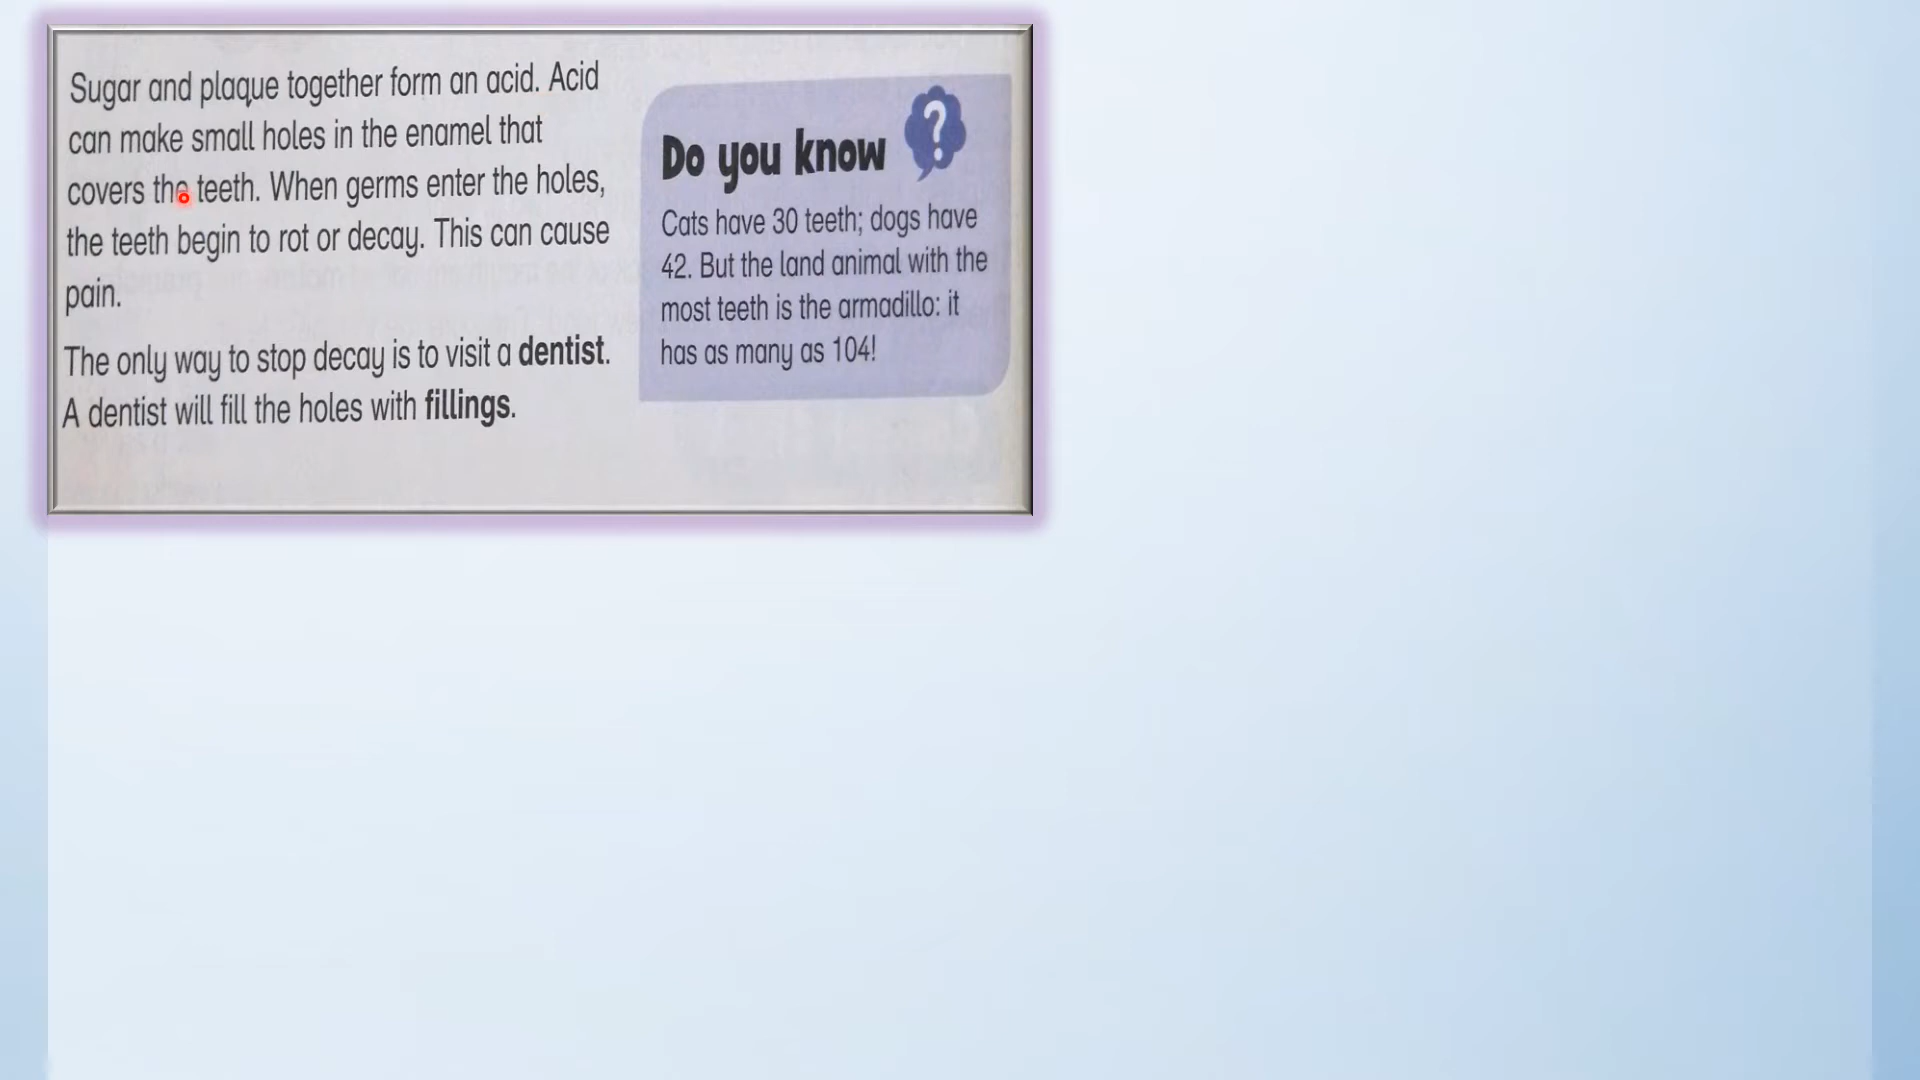 Sugar and plaque together form an acid. Acid
can make small holes in the enamel that
covers the teeth. When germs enter the holes,
the teeth begin to rot or decay. This can cause
pain.
The only way to stop decay is to visit a dentist.
A dentist will fill the holes with fillings.
Do you know ?
Cats have 30 teeth; dogs have
42. But the land animal with the
most teeth is the armadillo: it
has as many as 104!